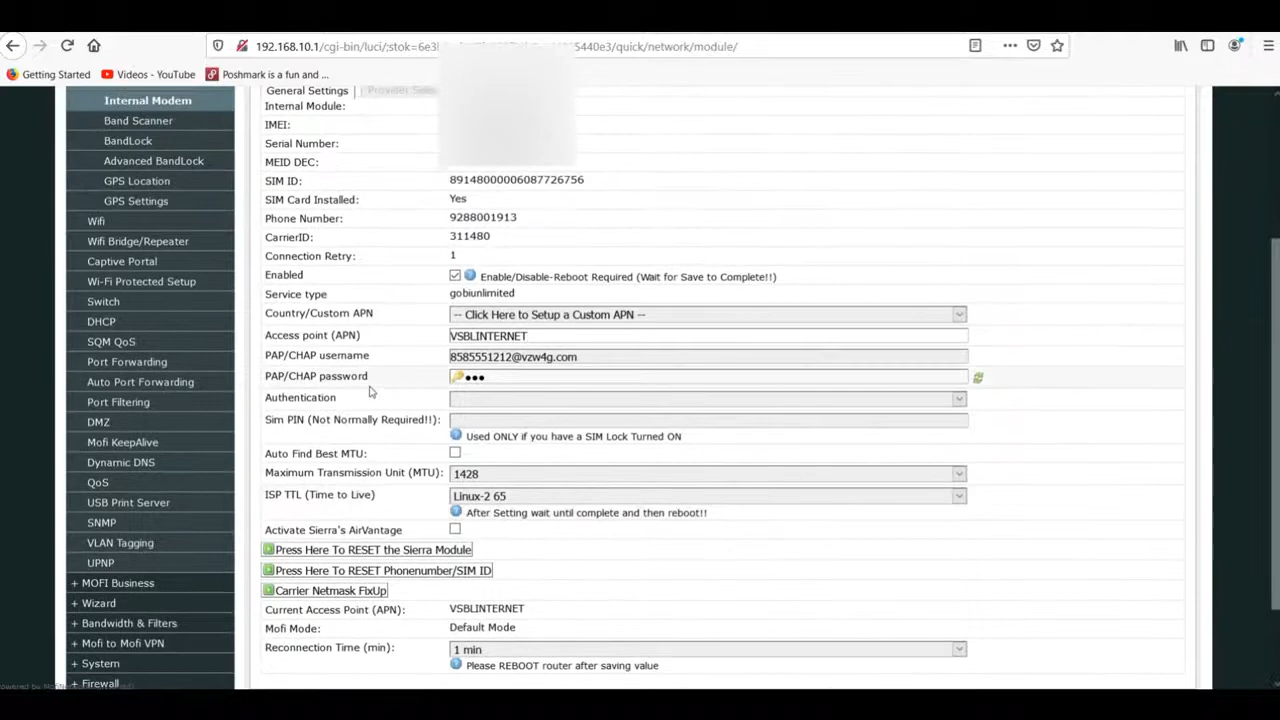 192.168.10.1/cgi-bin/luci/;stok=6e3 5440e3/quick/network/module/
Getting Started Videos - YouTube Poshmark is a fun and ...
Internal Modem
Band Scanner
BandLock
Advanced BandLock
GPS Location
GPS Settings
Wifi
Wifi Bridge/Repeater
Captive Portal
Wi-Fi Protected Setup
Switch
DHCP
SQM QoS
Port Forwarding
Auto Port Forwarding
Port Filtering
DMZ
Mofi KeepAlive
Dynamic DNS
QoS
USB Print Server
SNMP
VLAN Tagging
UPNP
+ MOFI Business
+ Wizard
+ Bandwidth & Filters
+ Mofi to Mofi VPN
+ System
+ Firewall
General Settings Provider
Internal Module:
IMEI:
Serial Number:
MEID DEC:
SIM ID: 89148000006087726756
SIM Card Installed: Yes
Phone Number: 9288001913
CarrierID: 311480
Connection Retry: 1
Enabled Enable/Disable-Reboot Required (Wait for Save to Complete!!)
Service type gobiunlimited
Country/Custom APN -- Click Here to Setup a Custom APN --
Access point (APN) VSBLINTERNET
PAP/CHAP username 8585551212@vzw4g.com
PAP/CHAP password •••
Authentication
Sim PIN (Not Normally Required!!):
Used ONLY if you have a SIM Lock Turned ON
Auto Find Best MTU:
Maximum Transmission Unit (MTU): 1428
ISP TTL (Time to Live) Linux-2 65
After Setting wait until complete and then reboot!!
Activate Sierra's AirVantage
Press Here To RESET the Sierra Module
Press Here To RESET Phonenumber/SIM ID
Carrier Netmask FixUp
Current Access Point (APN): VSBLINTERNET
Mofi Mode: Default Mode
Reconnection Time (min): 1 min
Please REBOOT router after saving value